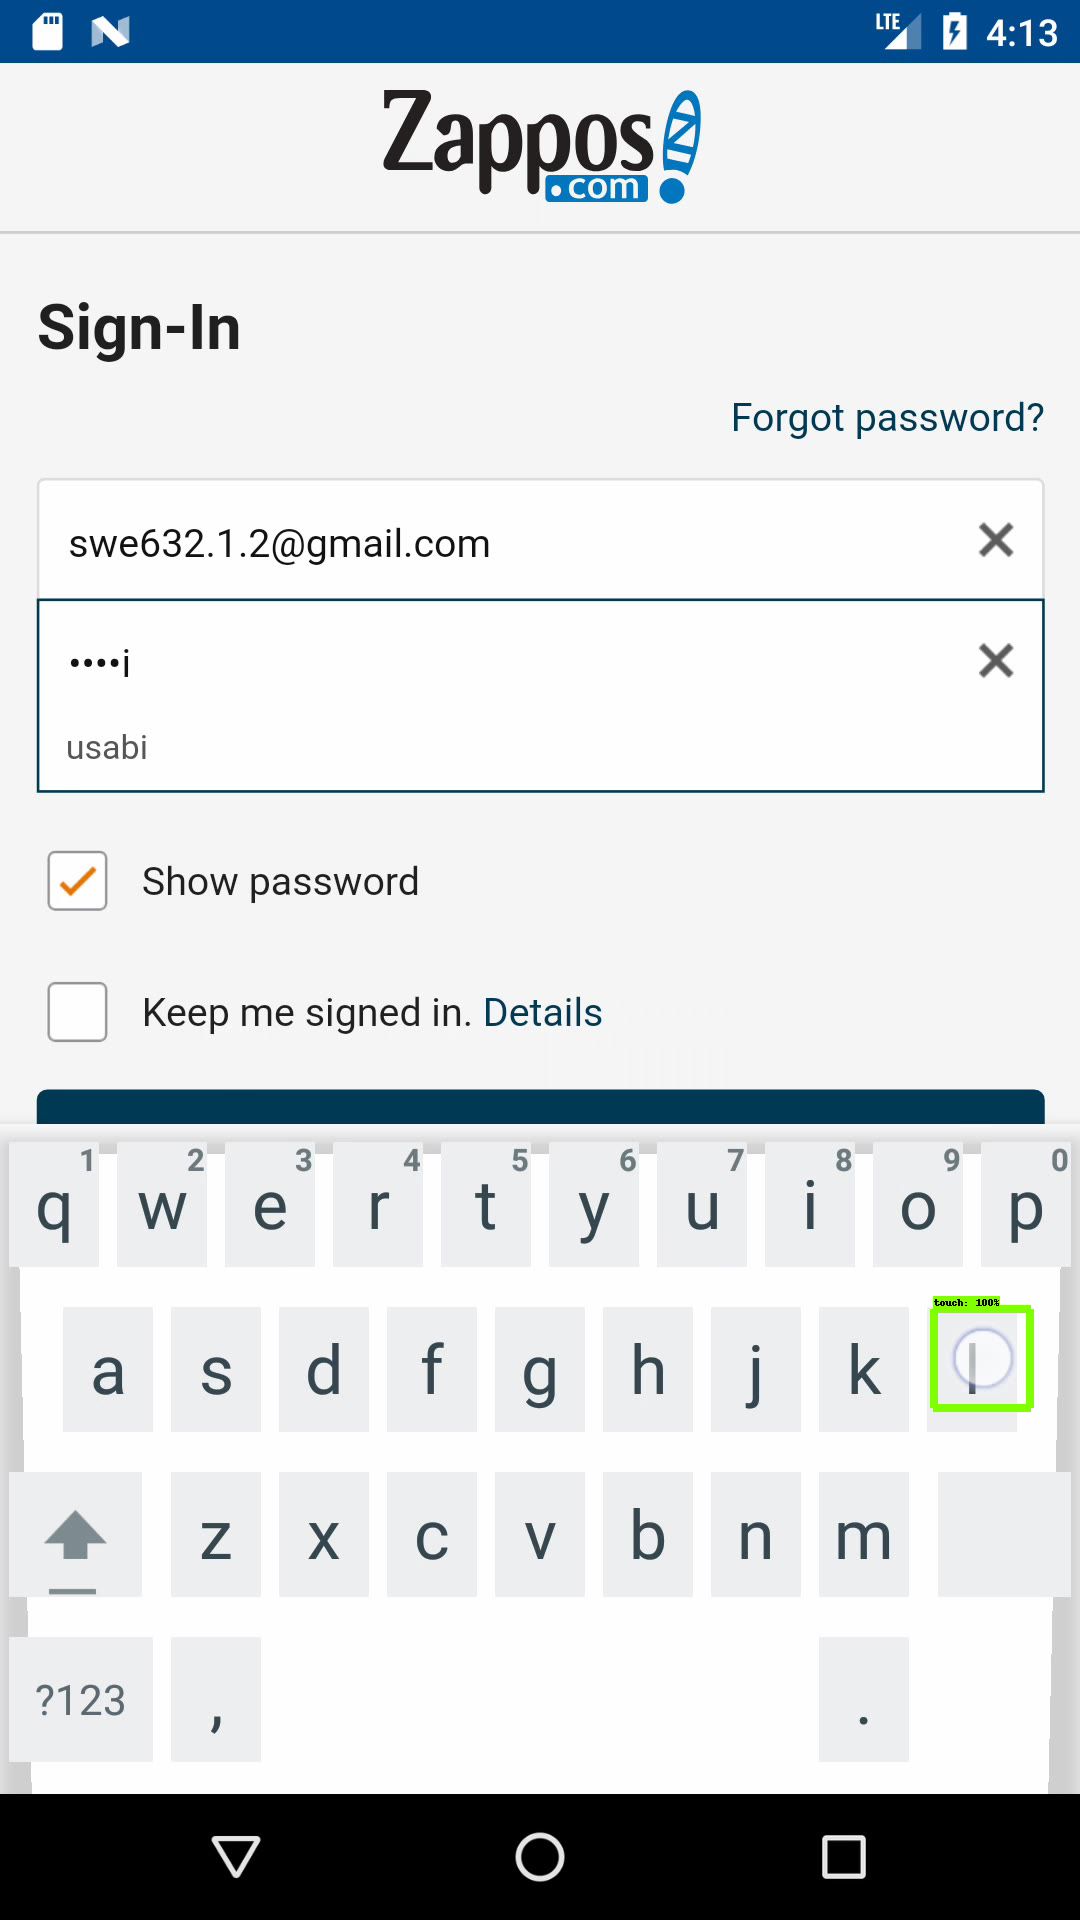 LTE 4:13
Zappos
.com
Sign-In
Forgot password?
swe632.1.2@gmail.com
••••i
usabi
Show password
Keep me signed in. Details
1 2 3 4 5 6 7 8 9 0
q w e r t y u i o p
touch: 100%
a s d f g h j k l
z x c v b n m
?123 , .